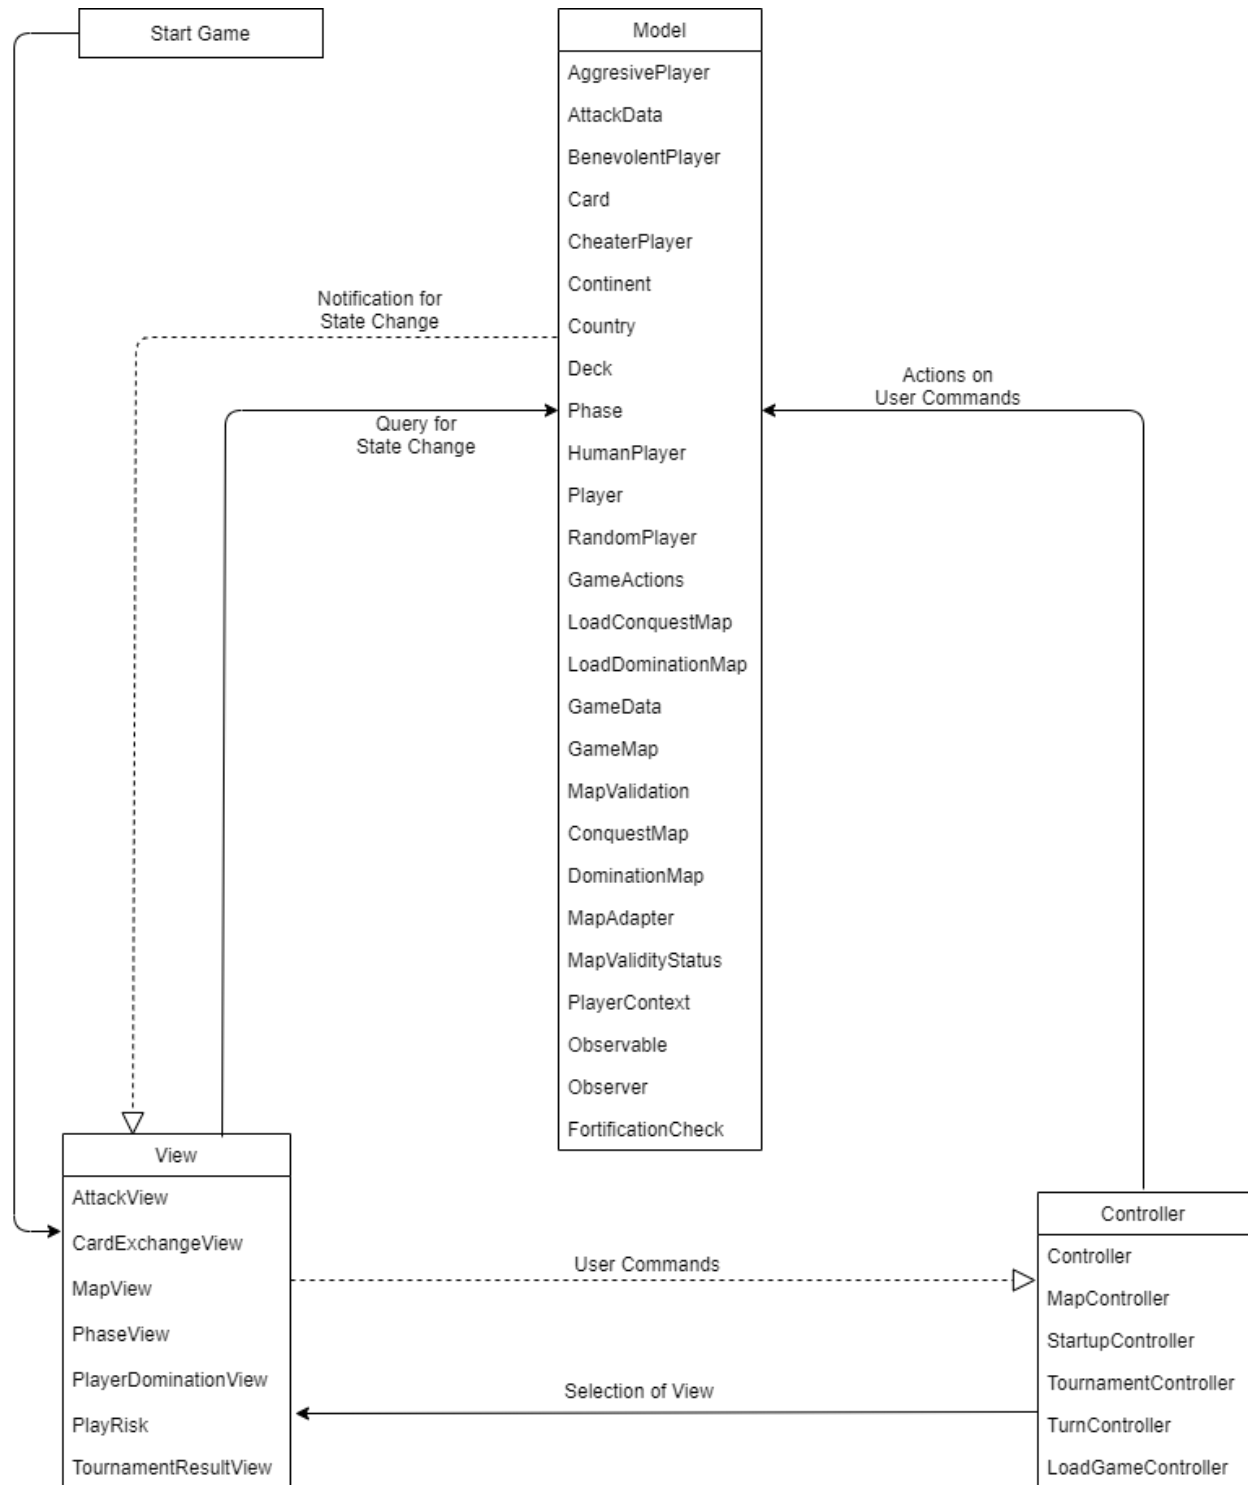 Start Game
Model
AggresivePlayer
AttackData
BenevolentPlayer
Card
CheaterPlayer
Continent
Country
Deck
Phase
HumanPlayer
Player
RandomPlayer
GameActions
LoadConquestMap
LoadDominationMap
GameData
GameMap
MapValidation
ConquestMap
DominationMap
MapAdapter
MapValidityStatus
PlayerContext
Observable
Observer
FortificationCheck
Notification for
State Change
Query for
State Change
Actions on
User Commands
View
AttackView
CardExchangeView
MapView
PhaseView
PlayerDominationView
PlayRisk
TournamentResultView
User Commands
Selection of View
Controller
Controller
MapController
StartupController
TournamentController
TurnController
LoadGameController